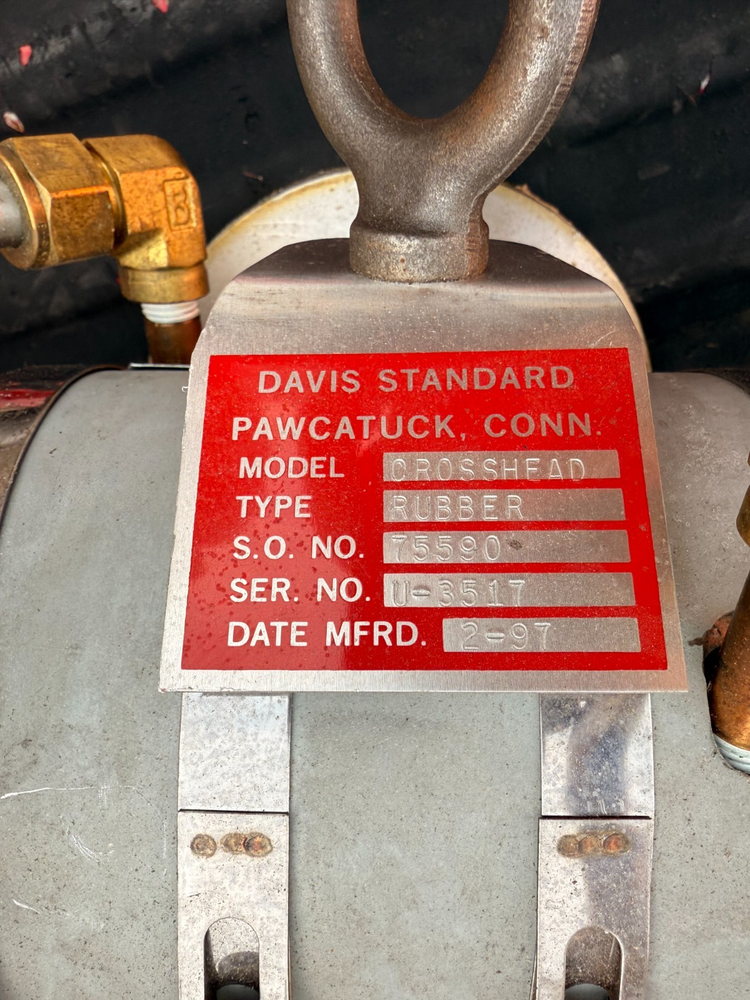 B
DAVIS STANDARD
PAWCATUCK, CONN.
MODEL CROSSHEAD
TYPE RUBBER
S.O. NO. 75590
SER. NO. U-3517
DATE MFRD. 2-97